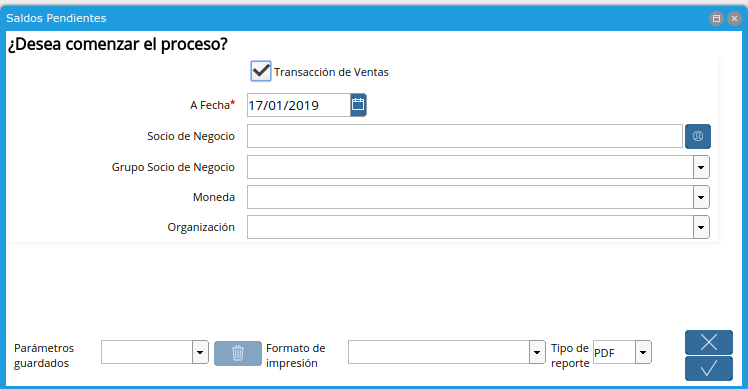 Saldos Pendientes
¿Desea comenzar el proceso?
Transacción de Ventas
A Fecha* 17/01/2019
Socio de Negocio
Grupo Socio de Negocio
Moneda
Organización
Parámetros guardados
Formato de impresión
Tipo de reporte PDF